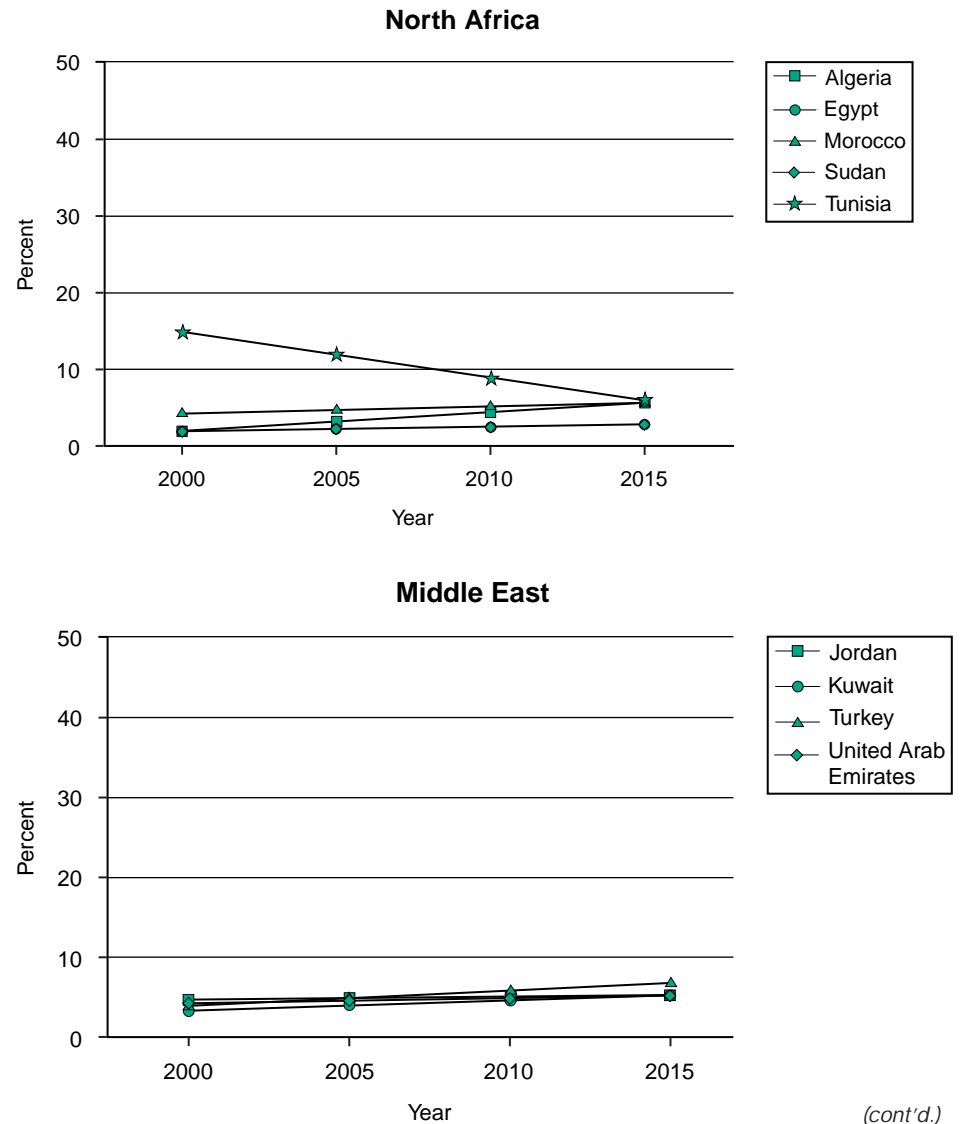 North Africa
50
40
30
20
10
0
Percent
2000 2005 2010 2015
Year
Algeria
Egypt
Morocco
Sudan
Tunisia
Middle East
50
40
30
20
10
0
Percent
2000 2005 2010 2015
Year
Jordan
Kuwait
Turkey
United Arab
Emirates
(cont'd.)